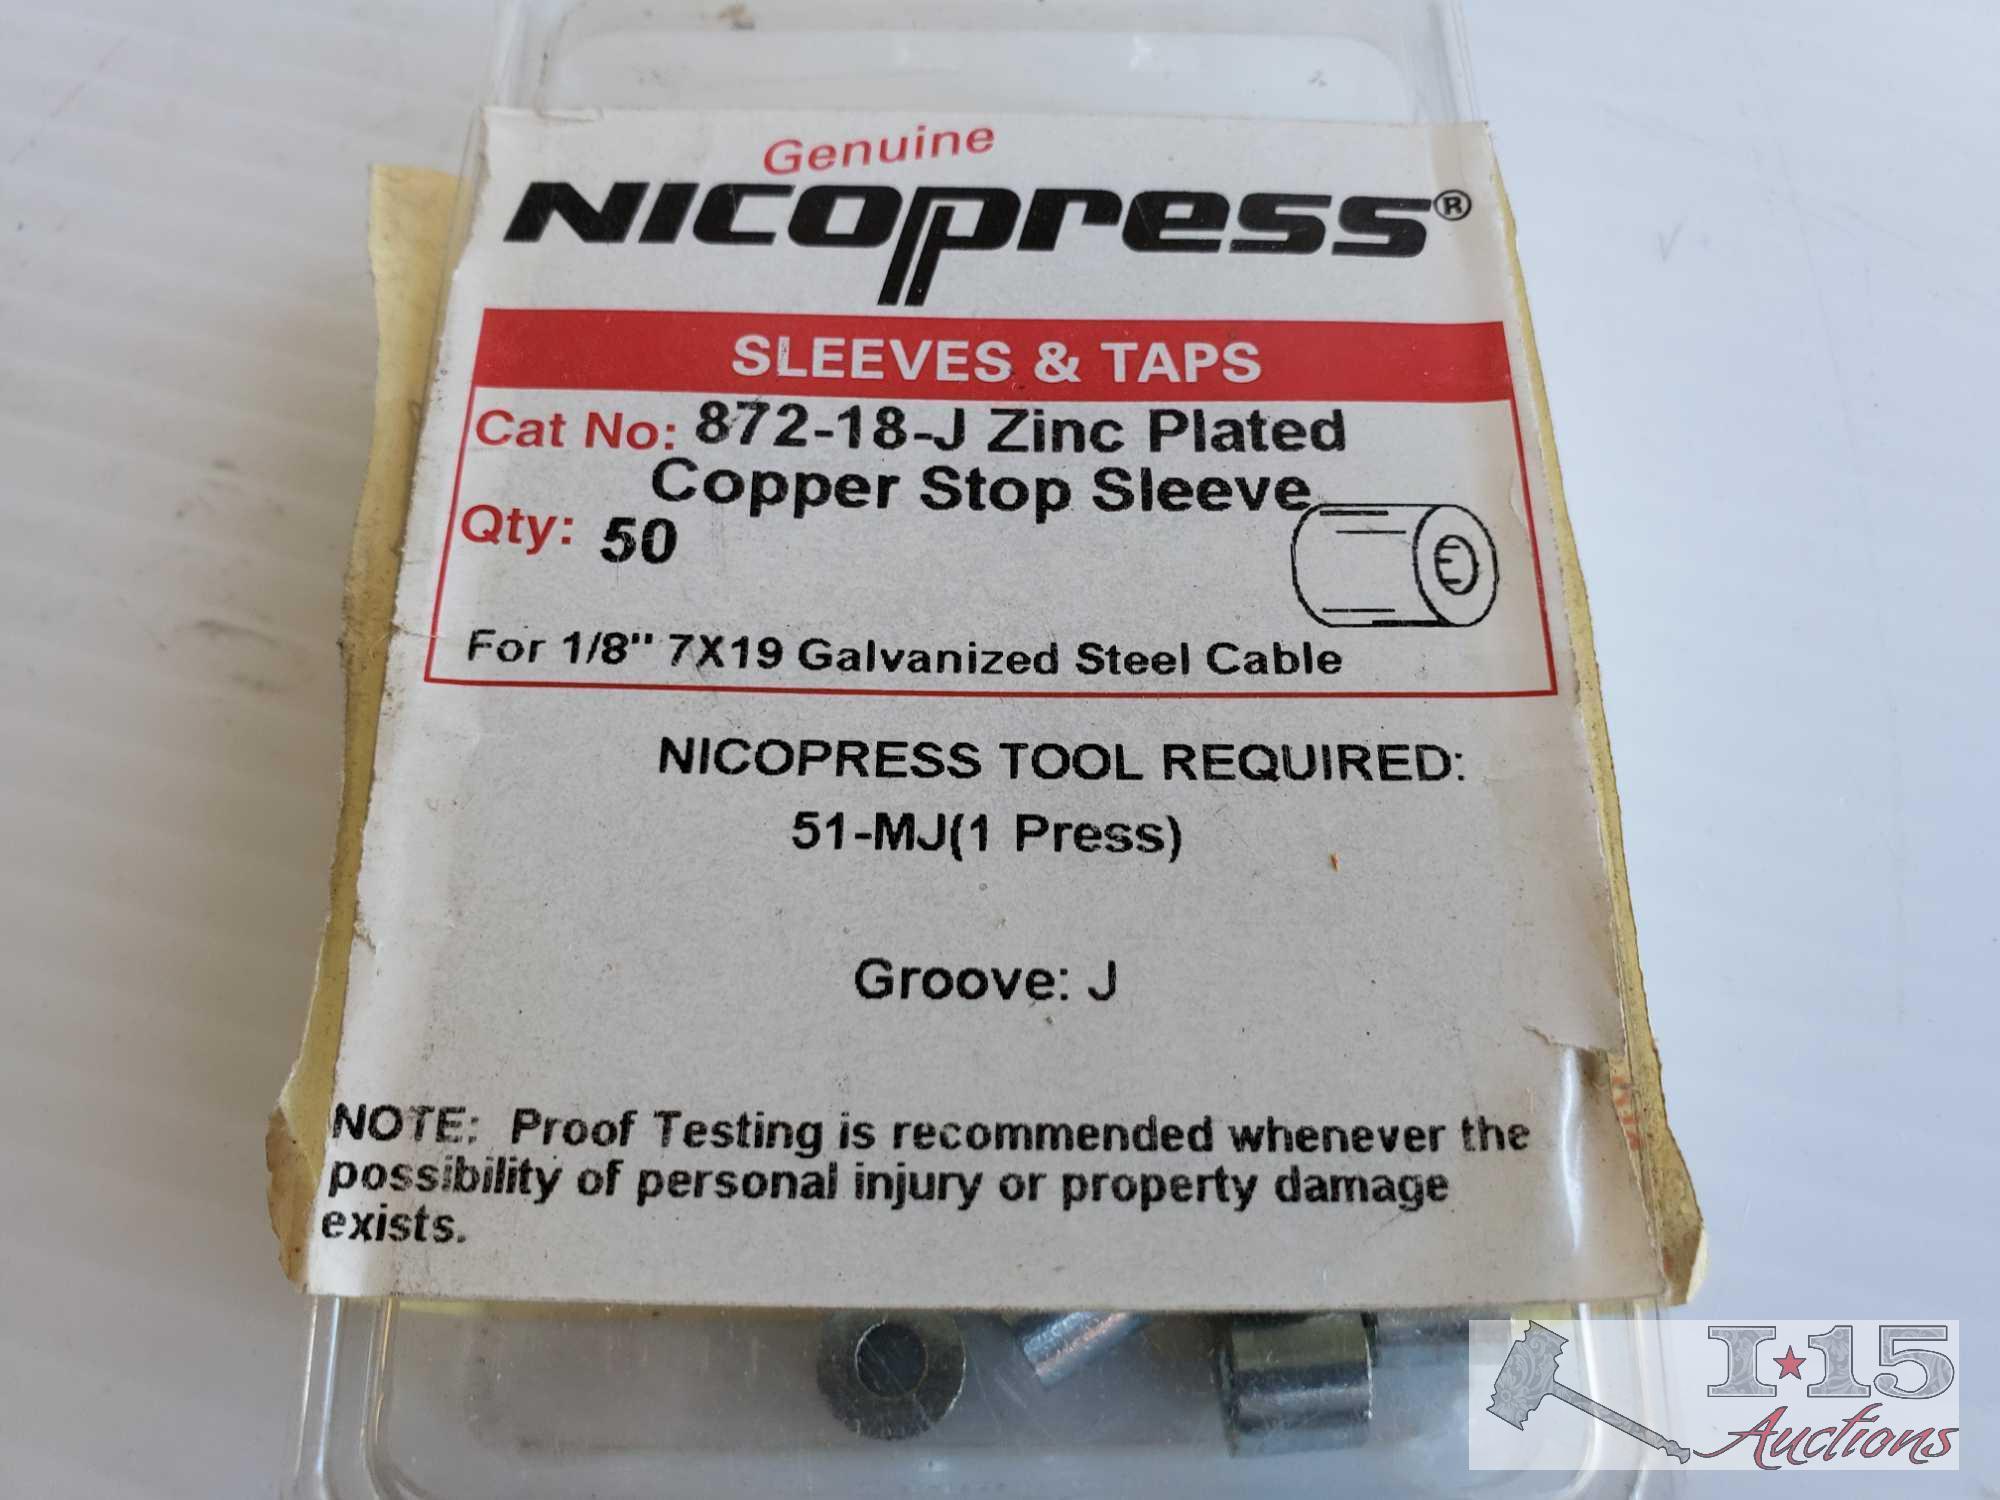 Genuine
NICOPRESS®
SLEEVES & TAPS
Cat No: 872-18-J Zinc Plated
Copper Stop Sleeve
Qty: 50
For 1/8" 7X19 Galvanized Steel Cable
NICOPRESS TOOL REQUIRED:
51-MJ(1 Press)
Groove: J
NOTE: Proof Testing is recommended whenever the
possibility of personal injury or property damage
exists.
I-15
Auctions